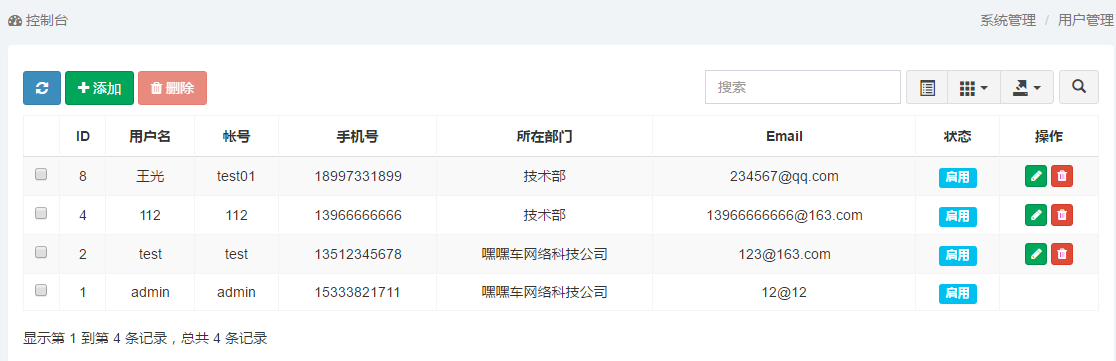 控制台 系统管理 / 用户管理
添加 删除 搜索
ID 用户名 帐号 手机号 所在部门 Email 状态 操作
8 王光 test01 18997331899 技术部 234567@qq.com 启用
4 112 112 13966666666 技术部 13966666666@163.com 启用
2 test test 13512345678 嘿嘿车网络科技公司 123@163.com 启用
1 admin admin 15333821711 嘿嘿车网络科技公司 12@12 启用
显示第 1 到第 4 条记录，总共 4 条记录